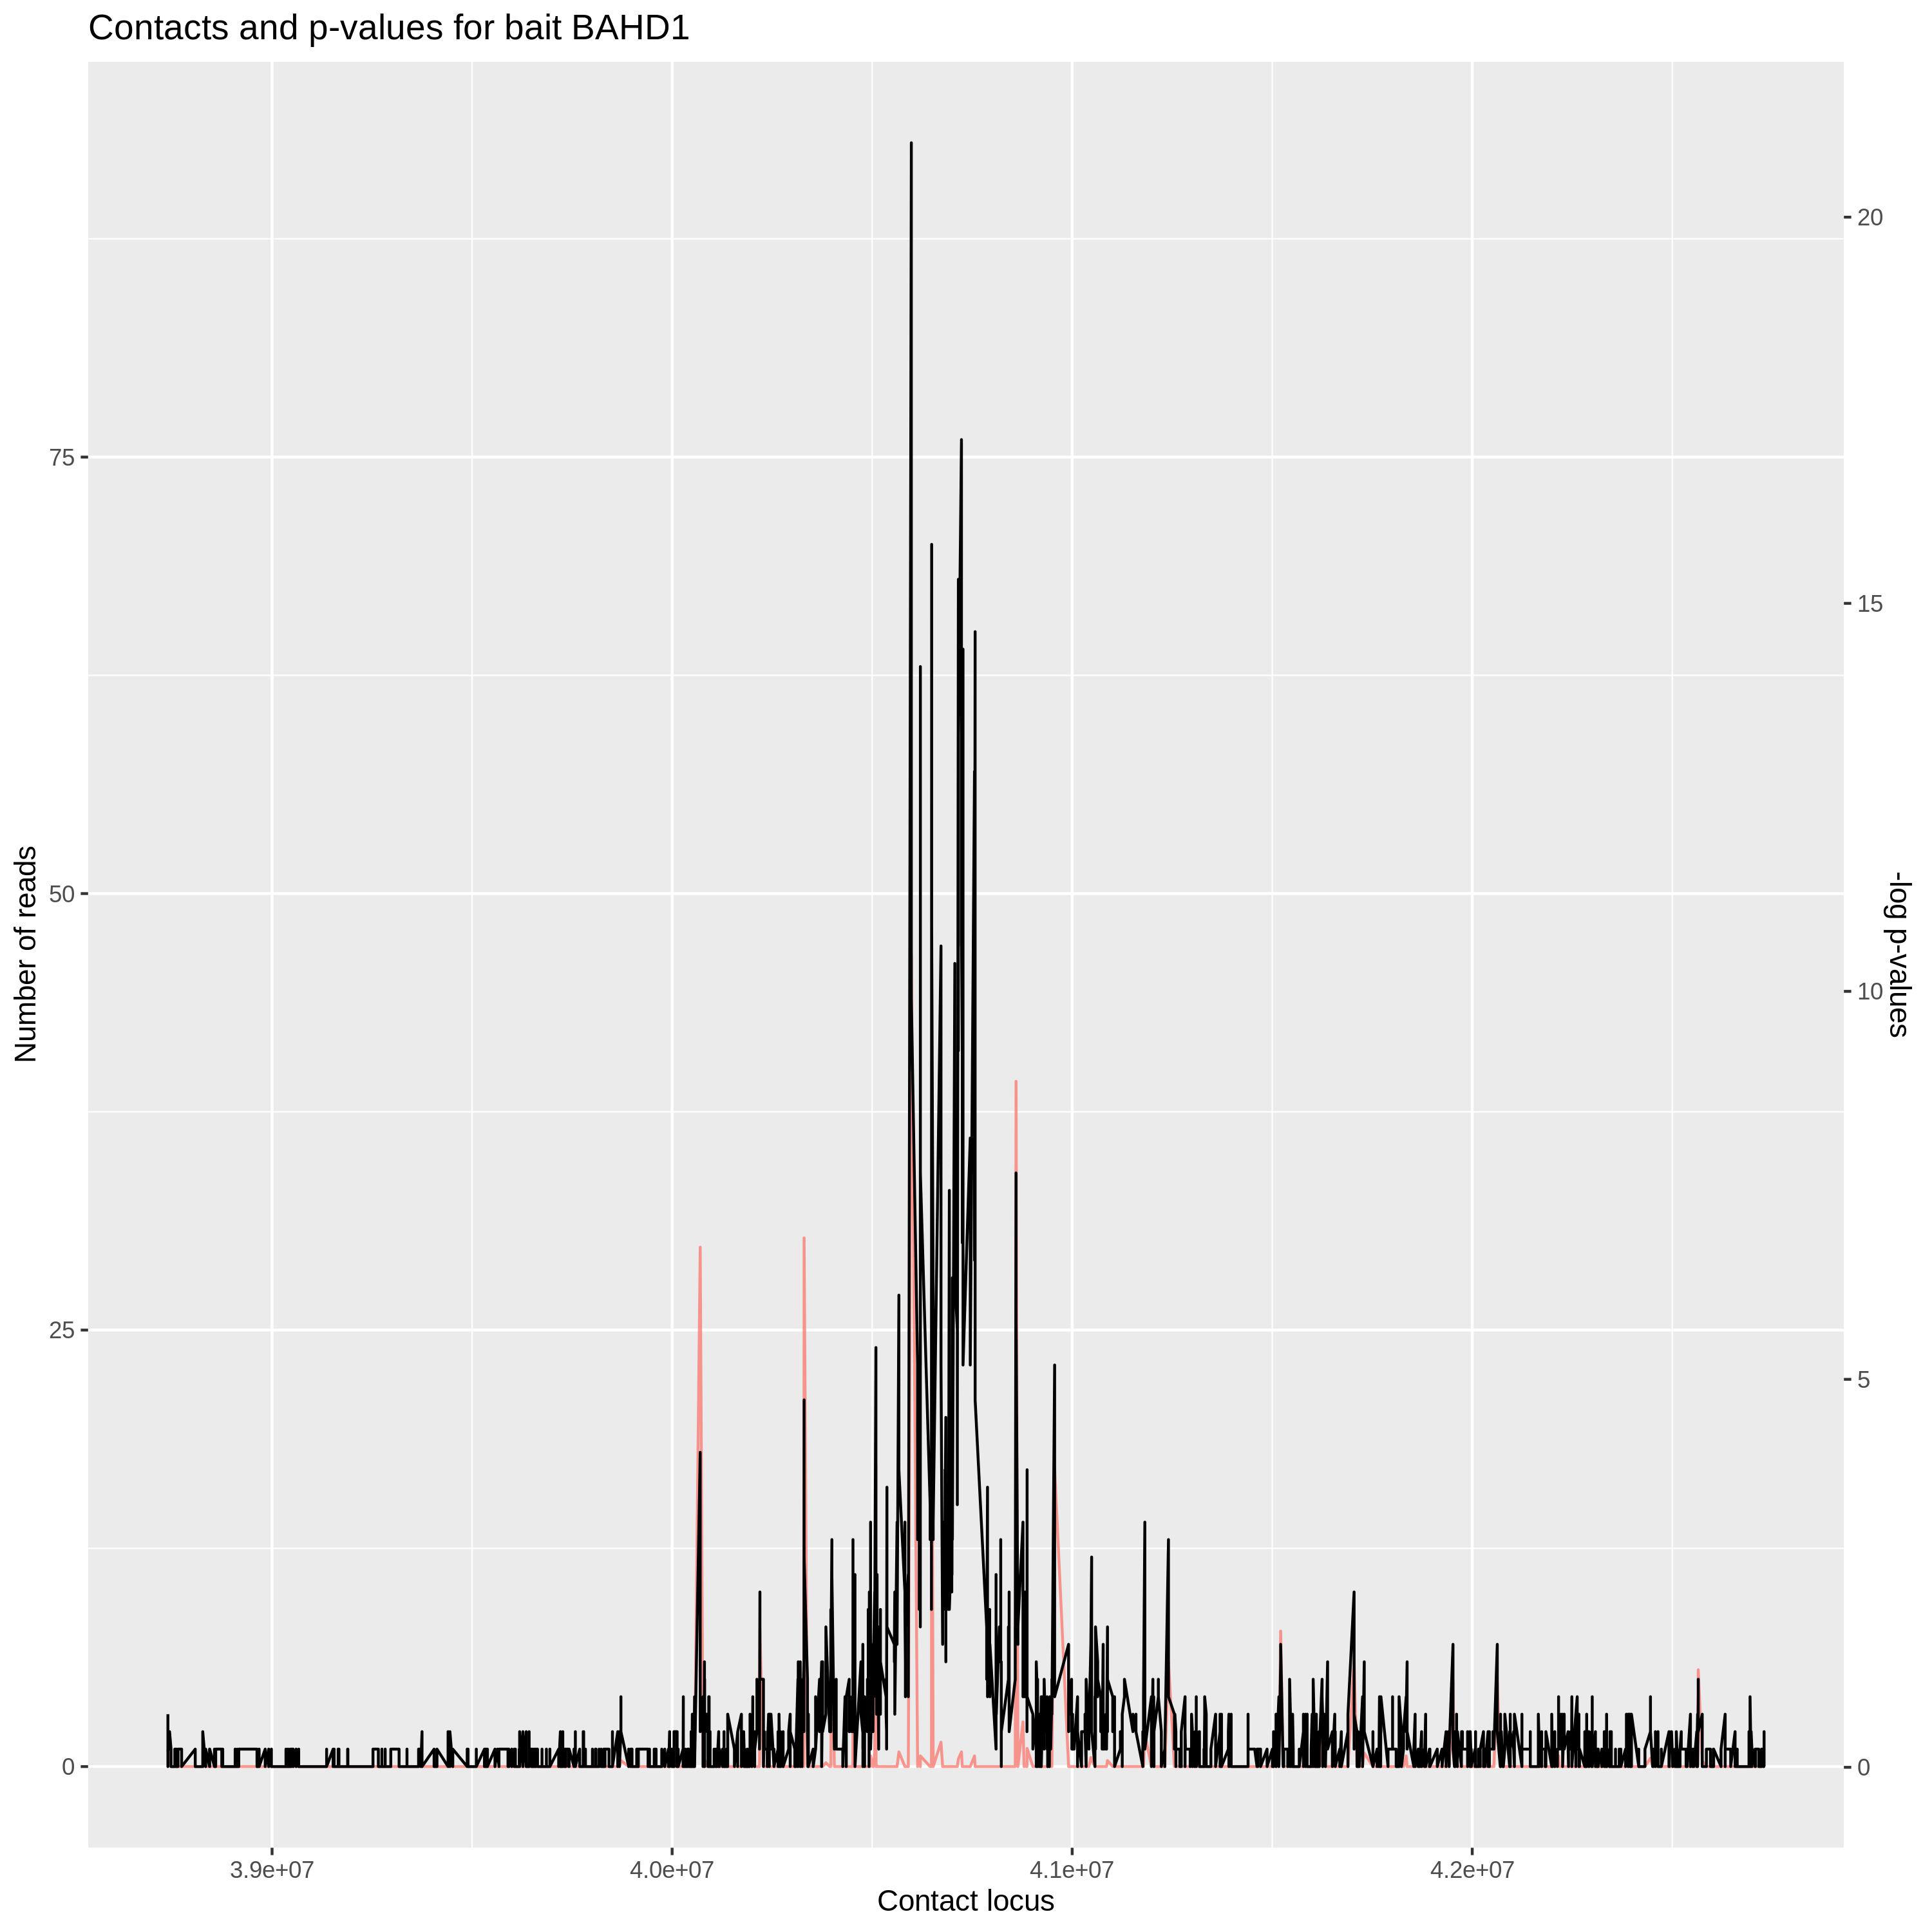 Contacts and p-values for bait BAHD1
Number of reads
75
50
25
0
20
15
10
5
0
-log p-values
3.9e+07
4.0e+07
4.1e+07
4.2e+07
Contact locus